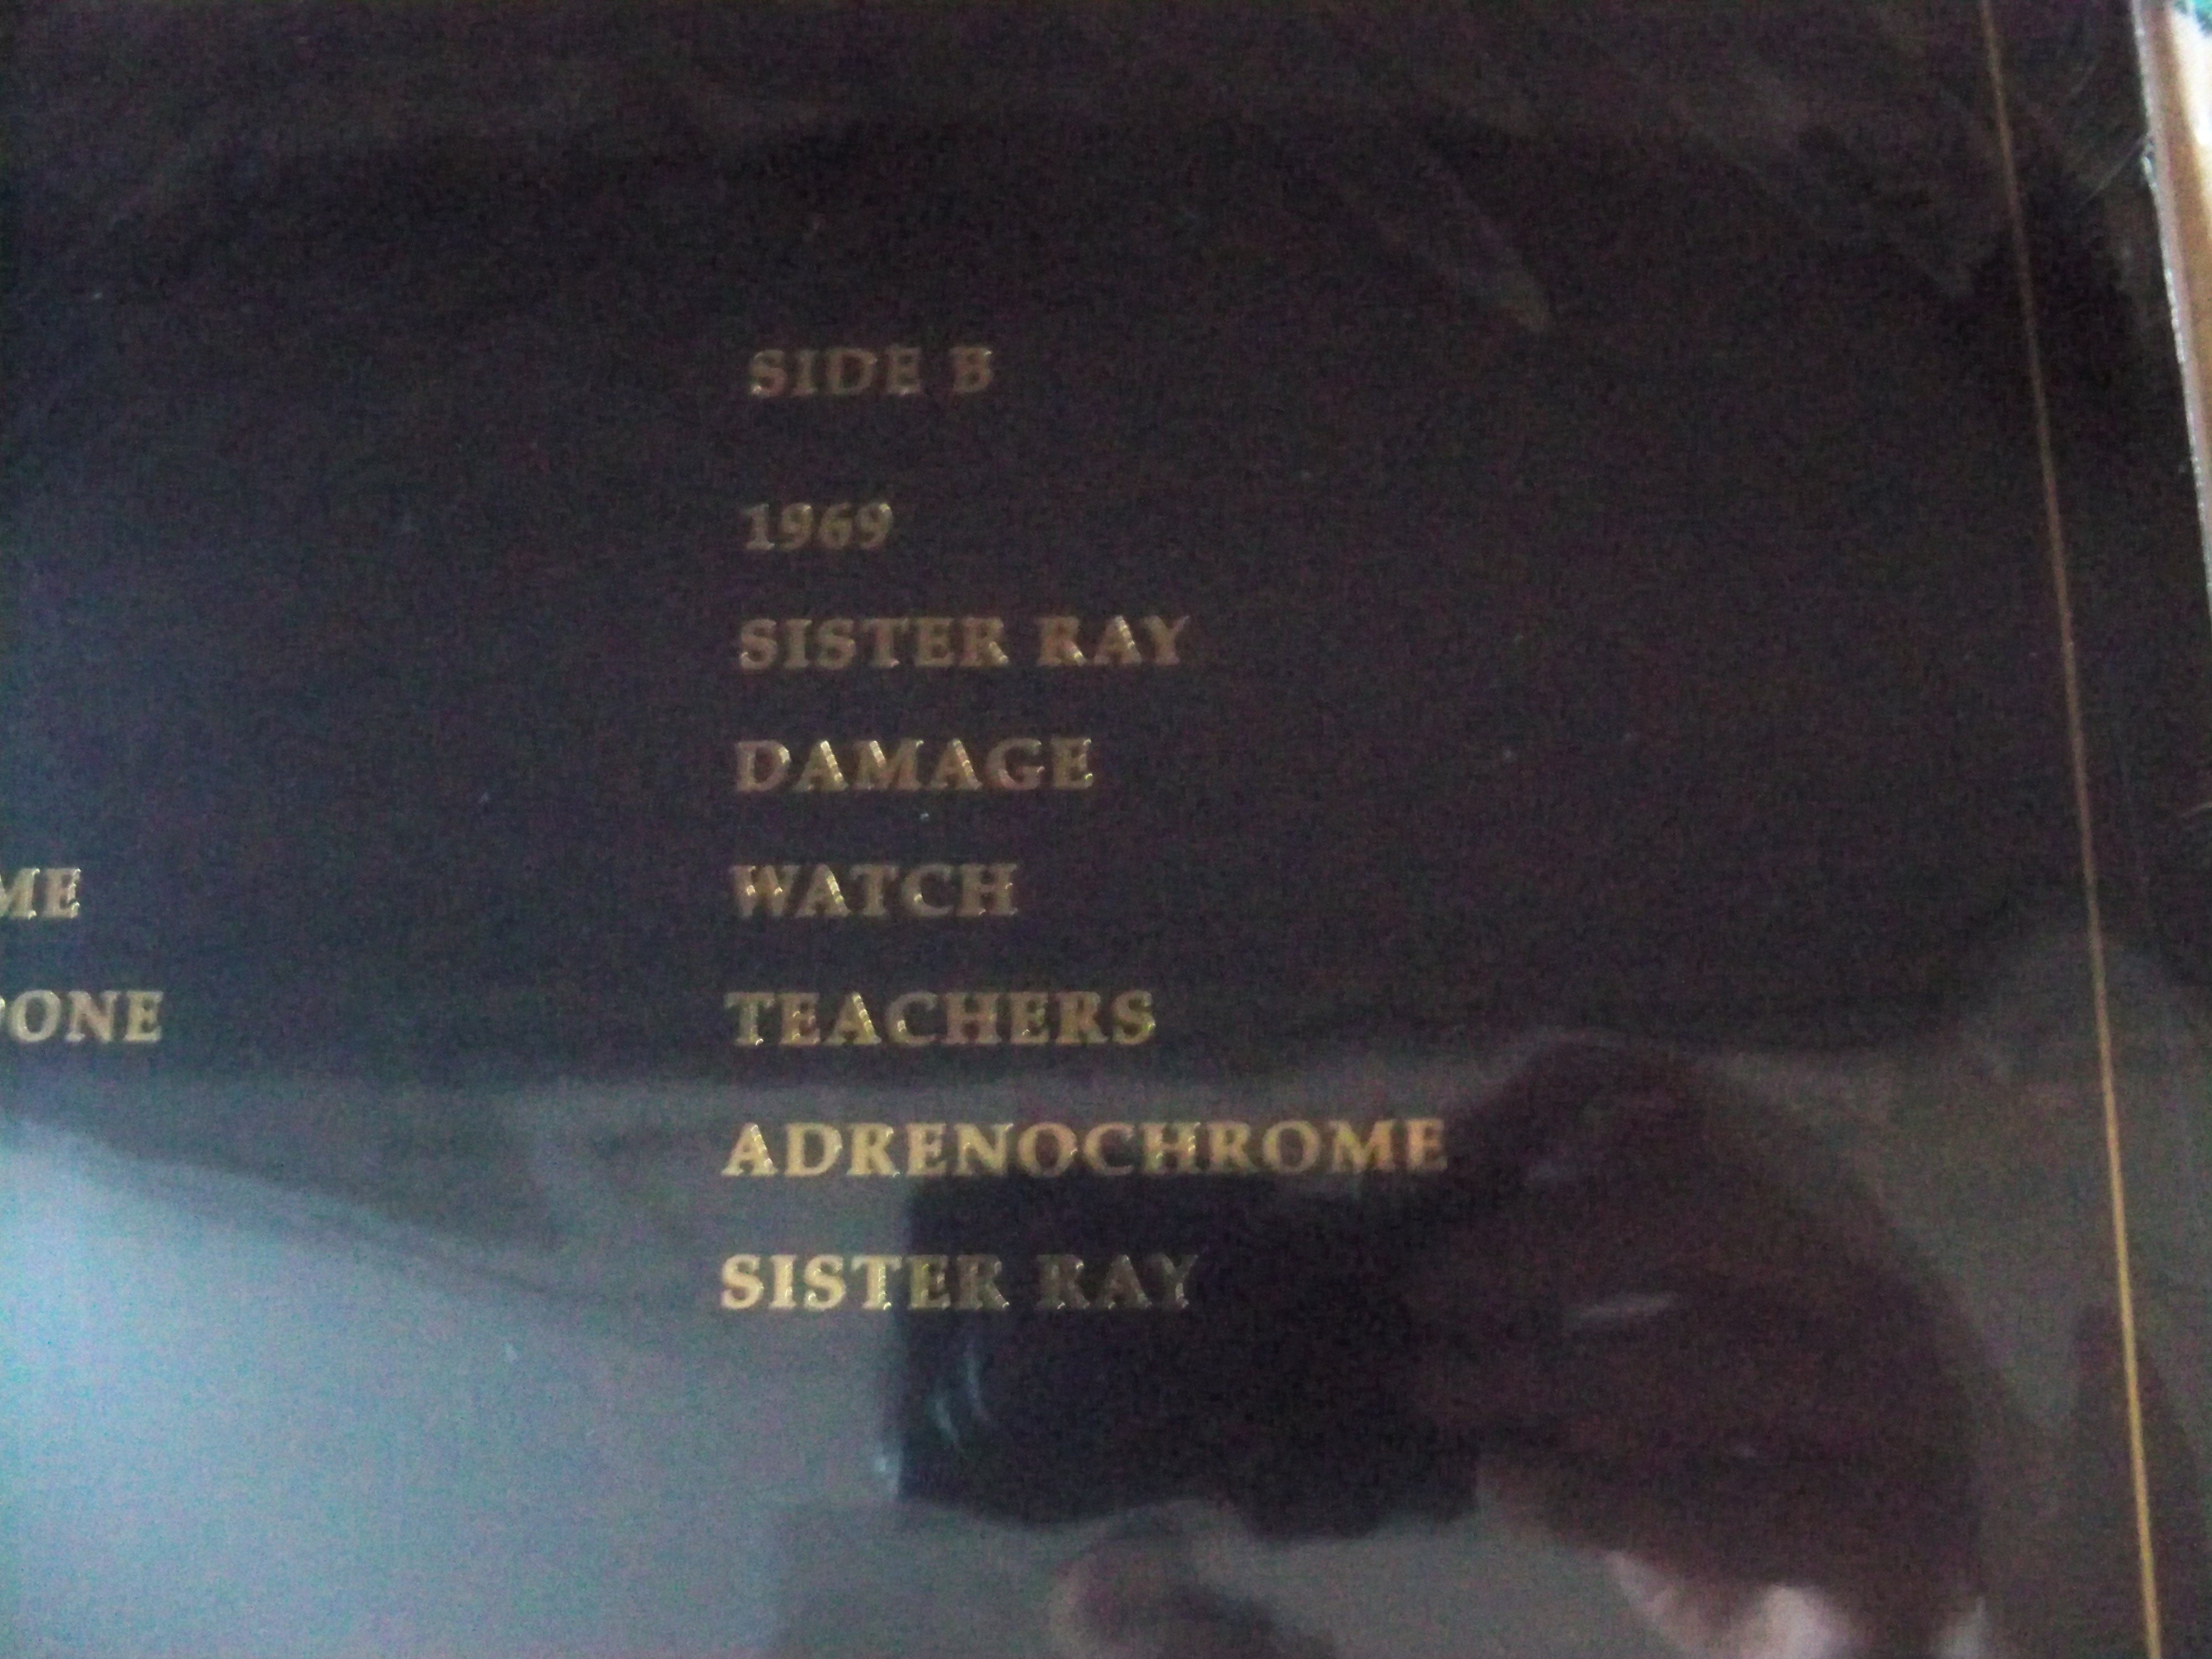 SIDE B
1969
SISTER RAY
DAMAGE
WATCH
TEACHERS
ADRENOCHROME
SISTER RAY
ME
ONE